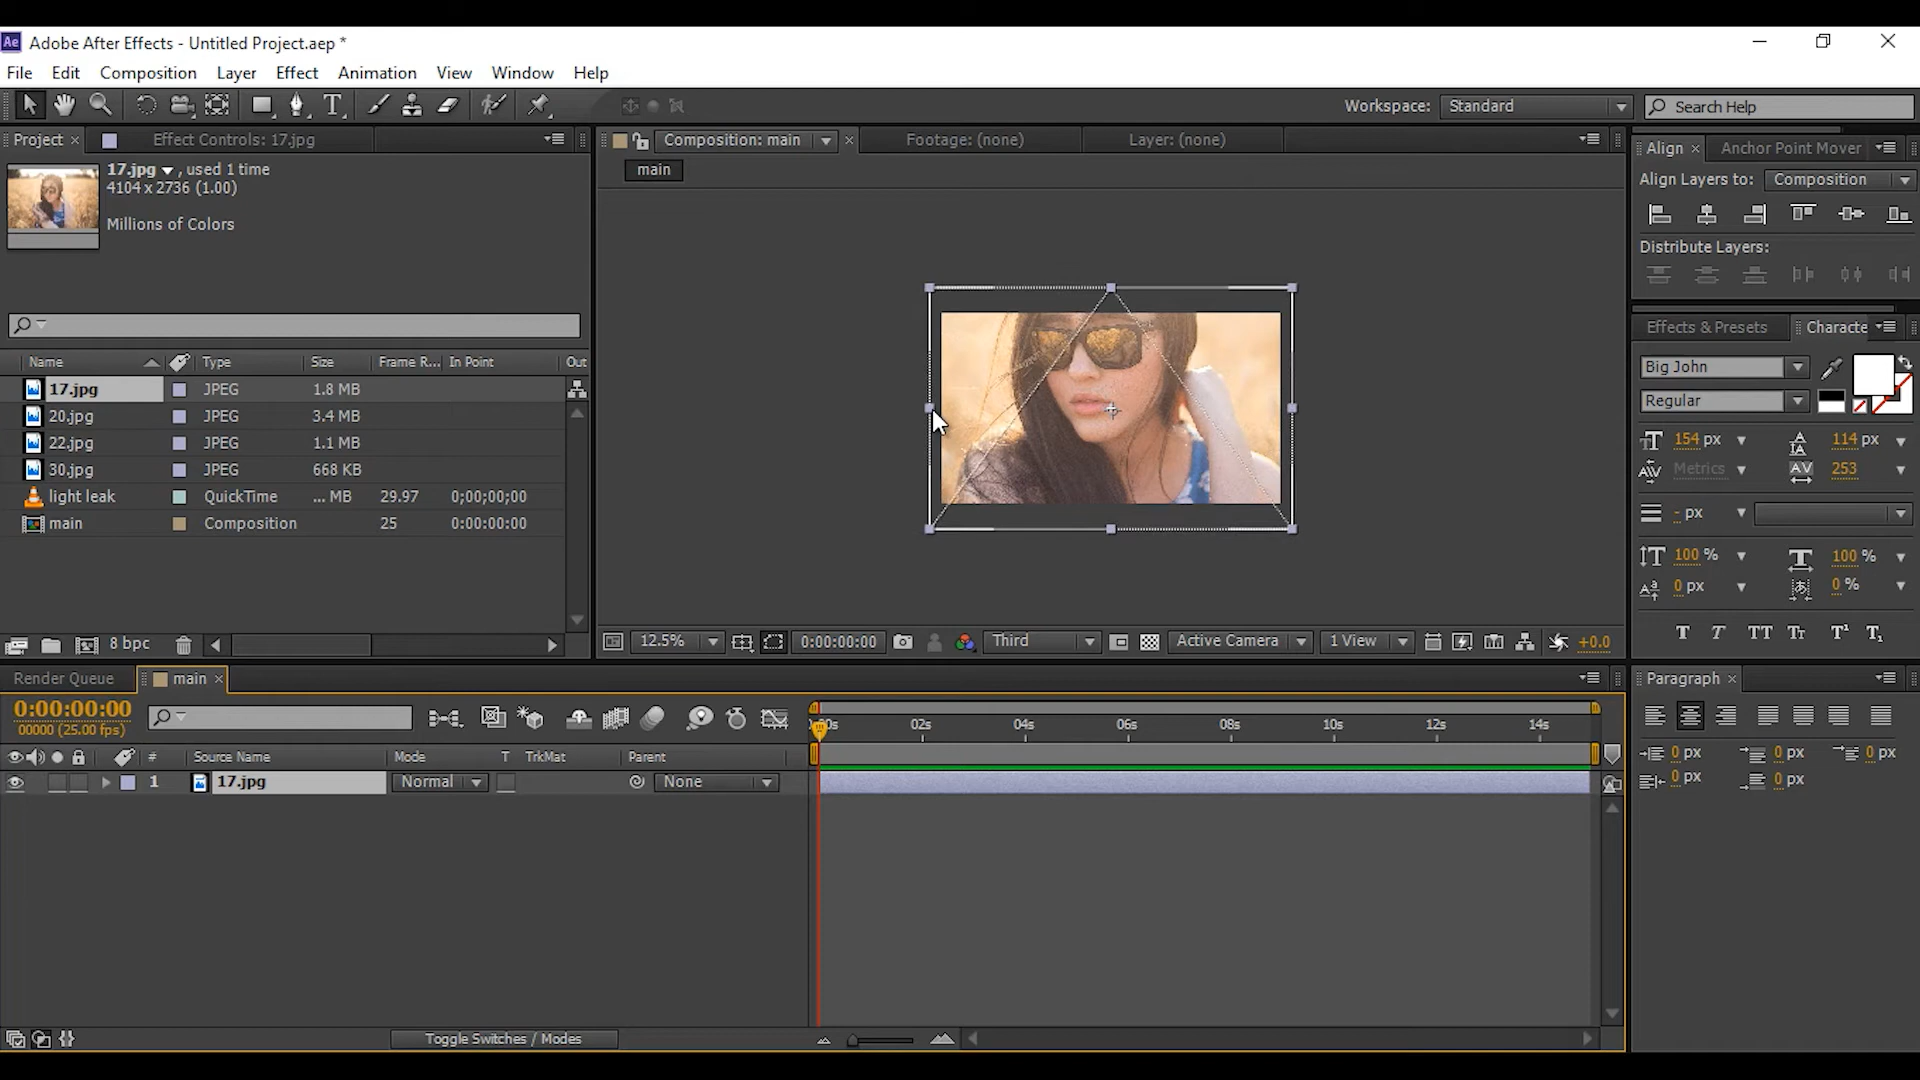 Ae Adobe After Effects - Untitled Project.aep *
File Edit Composition Layer Effect Animation View Window Help
Workspace: Standard Search Help
Project Effect Controls: 17.jpg Composition: main Footage: (none) Layer: (none) Align Anchor Point Mover
17.jpg , used 1 time
4104 x 2736 (1.00)
Millions of Colors
main
Align Layers to: Composition
Distribute Layers:
Effects & Presets Characte
Name Type Size Frame R... In Point Out
17.jpg JPEG 1.8 MB
20.jpg JPEG 3.4 MB
22.jpg JPEG 1.1 MB
30.jpg JPEG 668 KB
light leak QuickTime ... MB 29.97 0;00;00;00
main Composition 25 0:00:00:00
Big John
Regular
154 px 114 px
Metrics 253
- px
100 % 100 %
0 px 0 %
T T TT Tt T¹ T₁
8 bpc
12.5% 0:00:00:00 Third Active Camera 1 View +0.0
Render Queue main
Paragraph
0:00:00:00
00000 (25.00 fps)
00s 02s 04s 06s 08s 10s 12s 14s
0 px 0 px 0 px
0 px 0 px
# Source Name Mode T TrkMat Parent
1 17.jpg Normal None
Toggle Switches / Modes